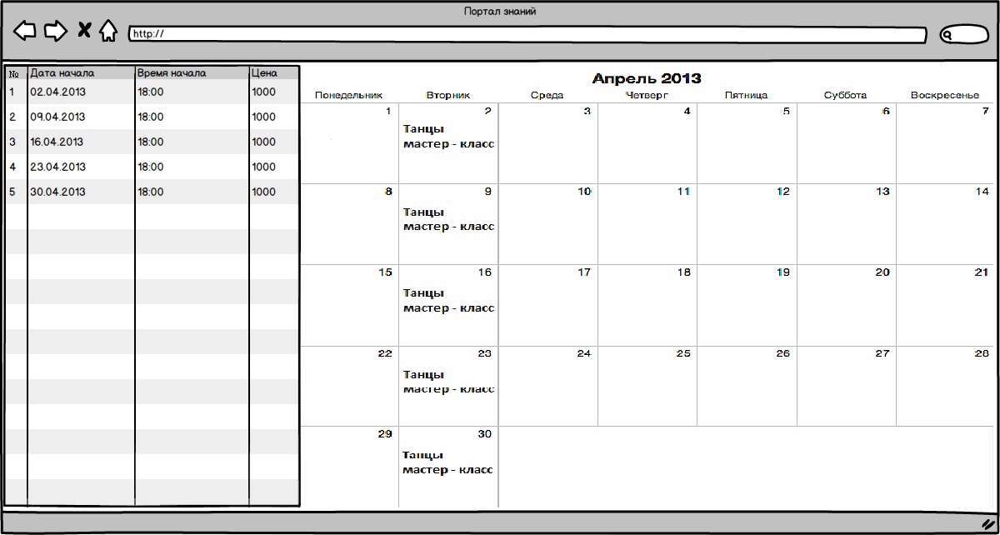 Портал знаний
http://
№ Дата начала Время начала Цена
1 02.04.2013 18:00 1000
2 09.04.2013 18:00 1000
3 16.04.2013 18:00 1000
4 23.04.2013 18:00 1000
5 30.04.2013 18:00 1000
Апрель 2013
Понедельник Вторник Среда Четверг Пятница Суббота Воскресенье
1 2 3 4 5 6 7
Танцы
мастер - класс
8 9 10 11 12 13 14
Танцы
мастер - класс
15 16 17 18 19 20 21
Танцы
мастер - класс
22 23 24 25 26 27 28
Танцы
мастер - класс
29 30
Танцы
мастер - класс